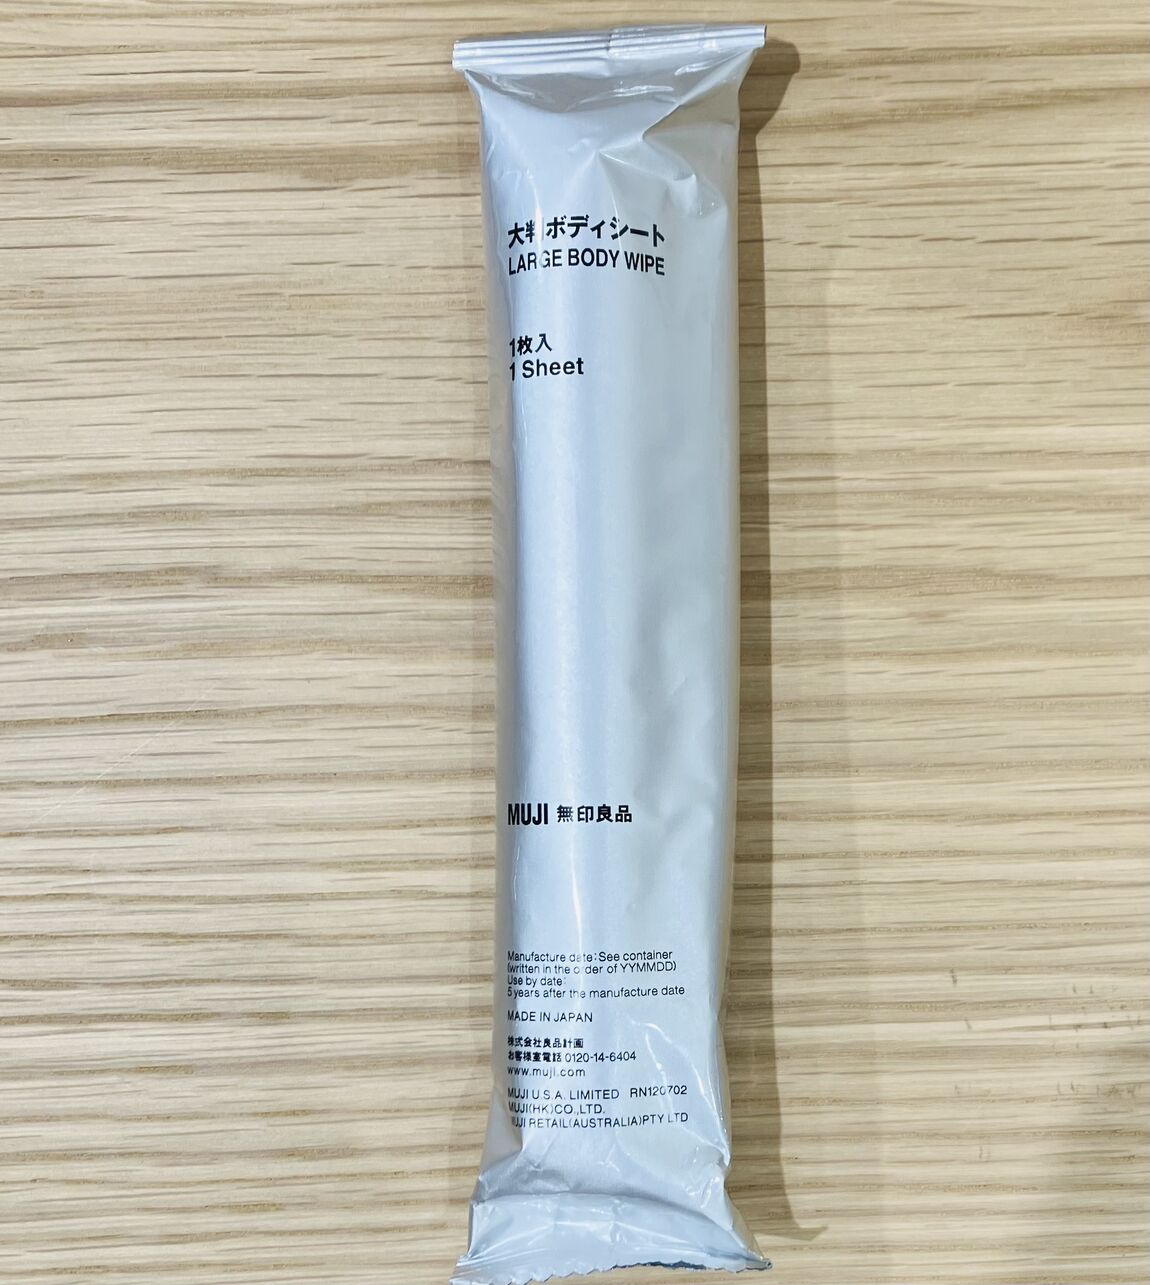 大判ボディシート
LARGE BODY WIPE
1枚入
1 Sheet
MUJI 無印良品
Manufacture date:See container
(written in the order of YYMMDD)
Use by date:
5 years after the manufacture date
MADE IN JAPAN
株式会社良品計画
お客様室電話 0120-14-6404
www.muji.com
MUJI U.S.A. LIMITED RN120702
MUJI(HK)CO.,LTD.
MUJI RETAIL(AUSTRALIA)PTY LTD